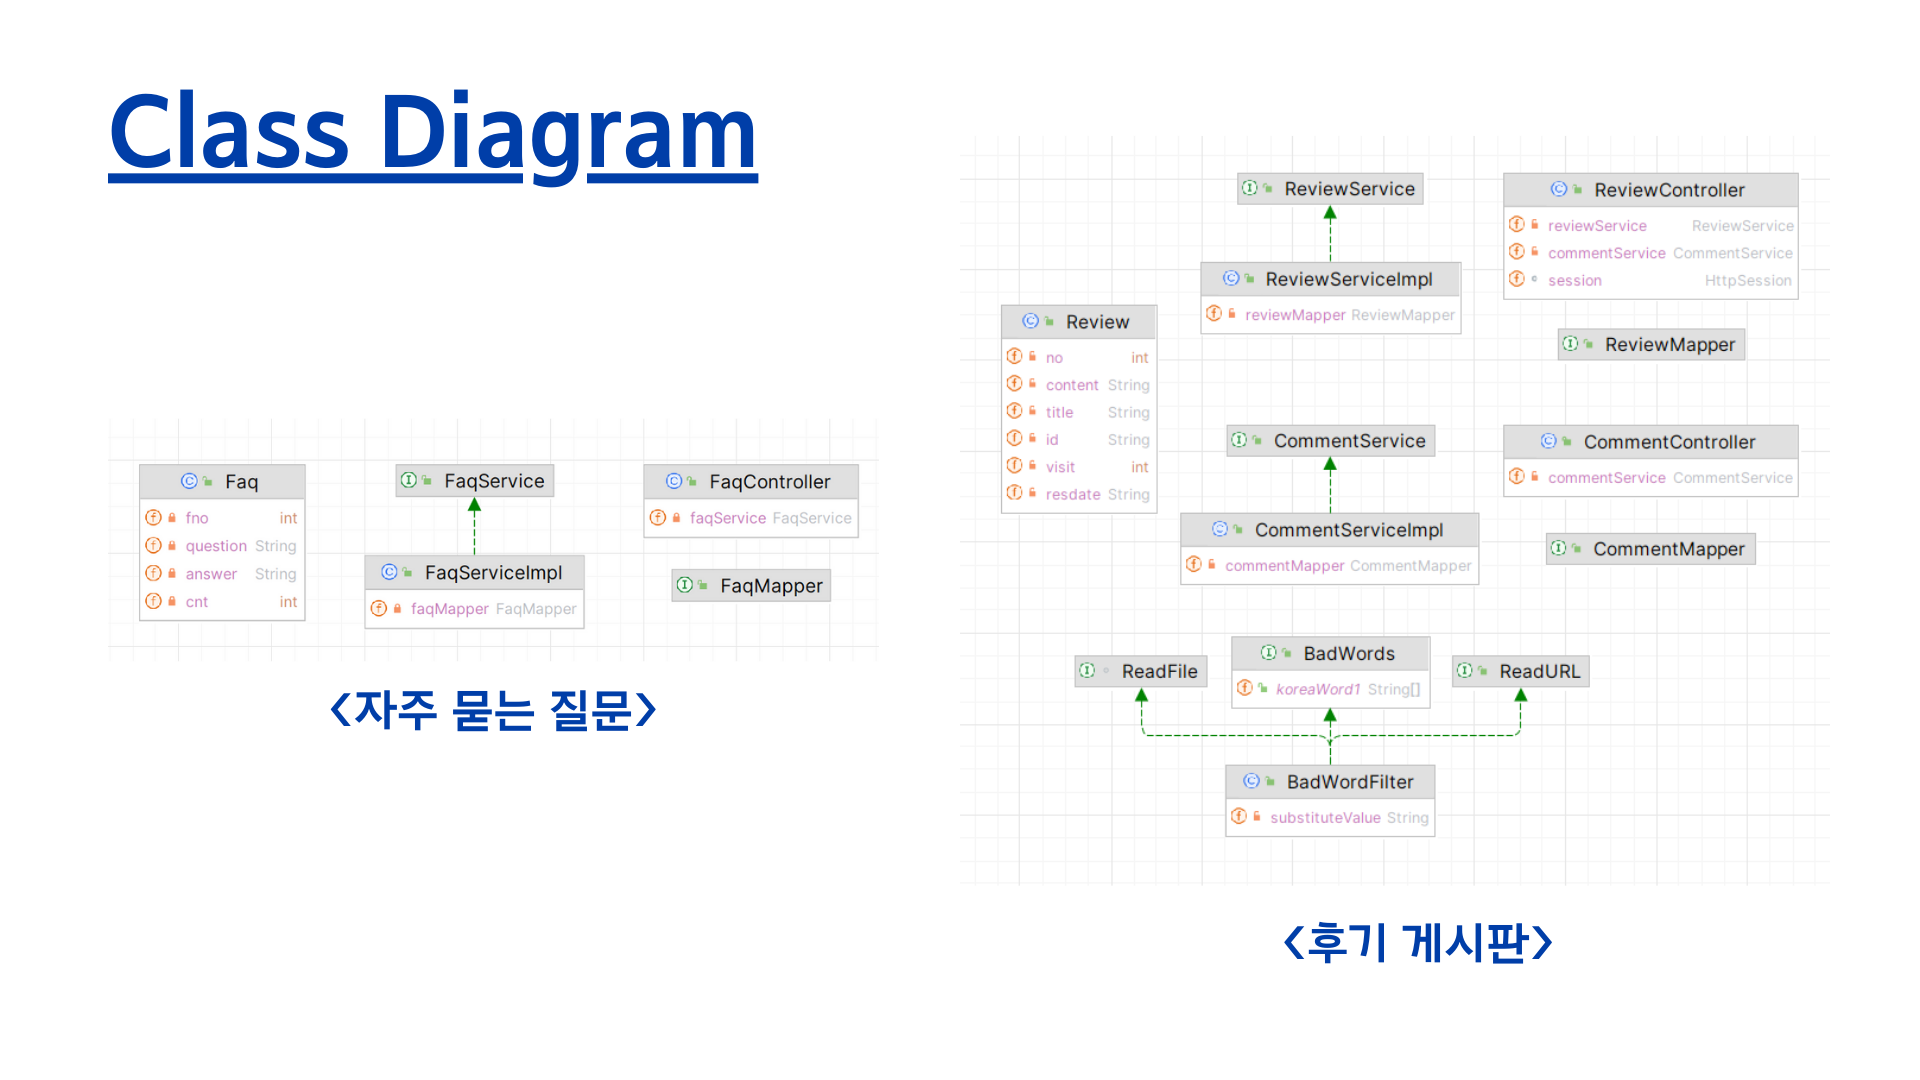 Class Diagram
Faq
fno int
question String
answer String
cnt int
FaqService
FaqServiceImpl
faqMapper FaqMapper
FaqController
faqService FaqService
FaqMapper
<자주 묻는 질문>
Review
no int
content String
title String
id String
visit int
resdate String
ReviewService
ReviewServiceImpl
reviewMapper ReviewMapper
ReviewController
reviewService ReviewService
commentService CommentService
session HttpSession
ReviewMapper
CommentService
CommentServiceImpl
commentMapper CommentMapper
CommentController
commentService CommentService
CommentMapper
ReadFile
BadWords
koreaWord1 String[]
ReadURL
BadWordFilter
substituteValue String
<후기 게시판>